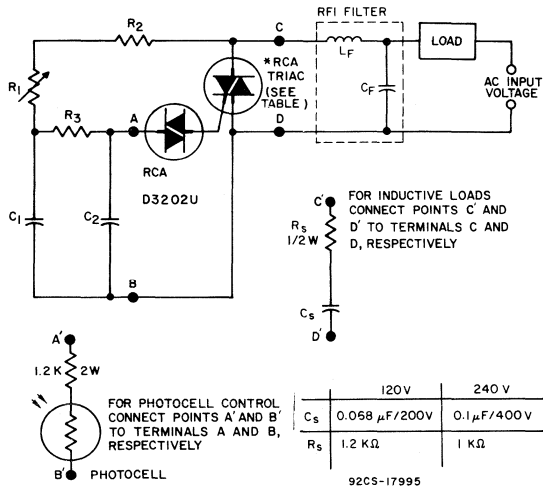 C
RFI FILTER
R2
LF
LOAD
*RCA
TRIAC
(SEE
TABLE)
R1
CF
AC INPUT
VOLTAGE
R3
A
D
RCA
D3202U
C1
C2
B
C'
FOR INDUCTIVE LOADS
CONNECT POINTS C' AND
D' TO TERMINALS C AND
D, RESPECTIVELY
RS
1/2 W
CS
D'
A'
1.2 K
2W
FOR PHOTOCELL CONTROL
CONNECT POINTS A' AND B'
TO TERMINALS A AND B,
RESPECTIVELY
B'
PHOTOCELL
120V 240 V
CS 0.068 µF/200V 0.1 µF/400 V
RS 1.2 KΩ 1 KΩ
92CS-17995